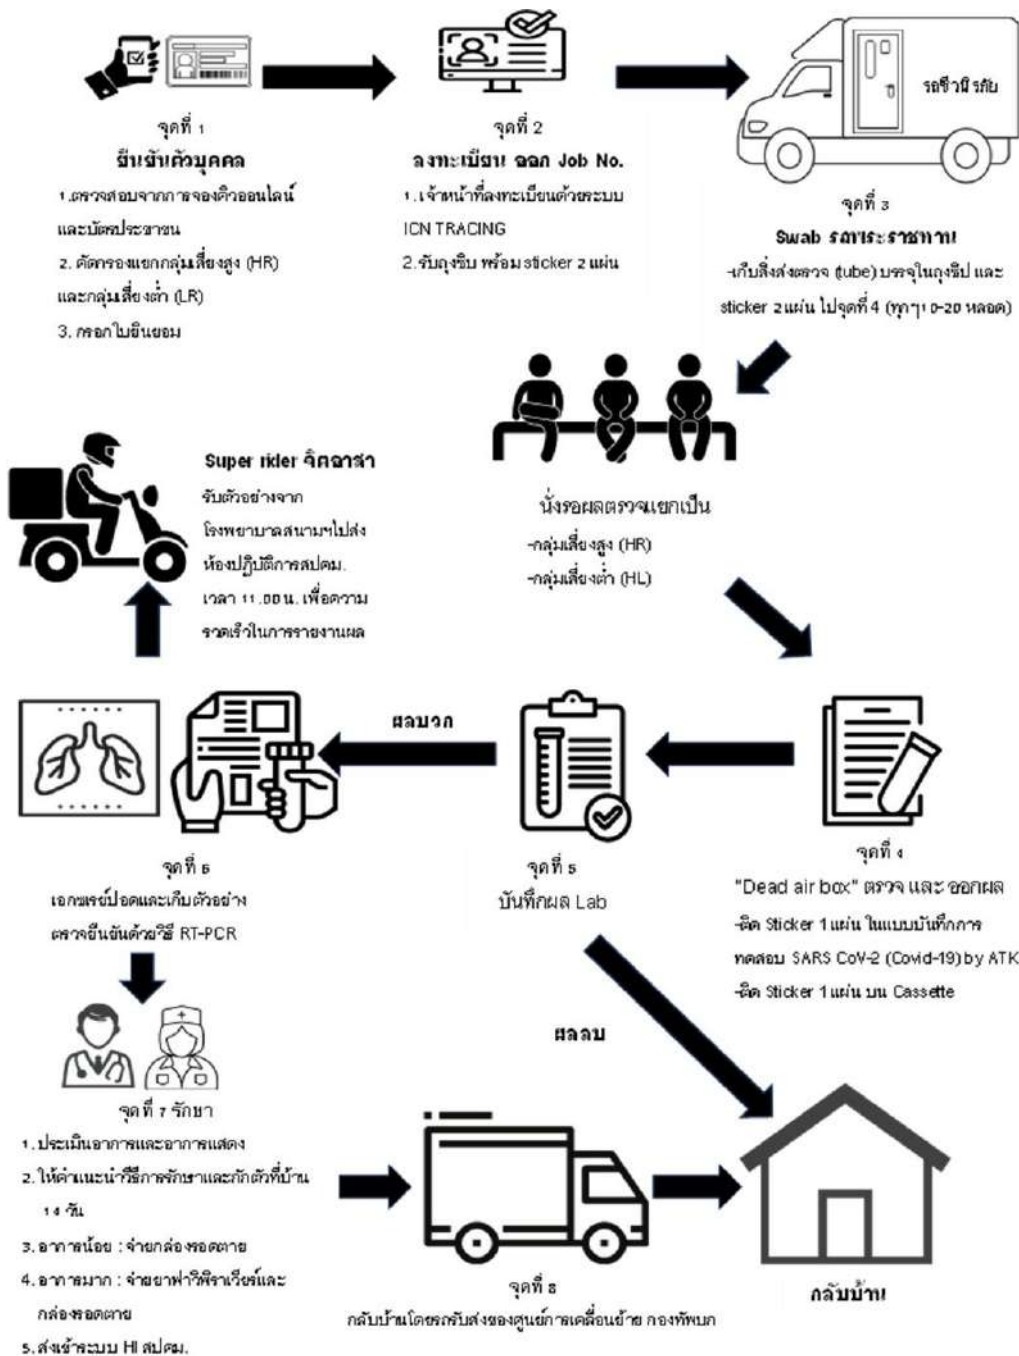 จุดที่ 1
ยืนยันตัวบุคคล
1.ตรวจสอบจากการจองคิวออนไลน์
และบัตรประชาชน
2. คัดกรองแยกกลุ่มเสี่ยงสูง (HR)
และกลุ่มเสี่ยงต่ำ (LR)
3. กรอกใบยินยอม
จุดที่ 2
ลงทะเบียน ออก Job No.
1.เจ้าหน้าที่ลงทะเบียนด้วยระบบ
ICN TRACING
2.รับถุงซิบ พร้อม sticker 2 แผ่น
รถชีวนิรภัย
จุดที่ 3
Swab รถพระราชทาน
-เก็บสิ่งส่งตรวจ (tube) บรรจุในถุงซิป และ
sticker 2แผ่น ไปจุดที่ 4 (ทุกๆ10-20 หลอด)
นั่งรอผลตรวจแยกเป็น
-กลุ่มเสี่ยงสูง (HR)
-กลุ่มเสี่ยงต่ำ (HL)
Super rider จิตอาสา
รับตัวอย่างจาก
โรงพยาบาลสนามฯไปส่ง
ห้องปฏิบัติการสปคม.
เวลา 11.00น. เพื่อความ
รวดเร็วในการรายงานผล
จุดที่ 4
"Dead air box" ตรวจ และ ออกผล
-ติด Sticker 1 แผ่น ในแบบบันทึกการ
ทดสอบ SARS CoV-2 (Covid-19) by ATK
-ติด Sticker 1 แผ่น บน Cassette
จุดที่ 5
บันทึกผล Lab
ผลบวก
ผลลบ
จุดที่ 6
เอกซเรย์ปอดและเก็บตัวอย่าง
ตรวจยืนยันด้วยวิธี RT-PCR
จุดที่ 7 รักษา
1.ประเมินอาการและอาการแสดง
2.ให้คำแนะนำวิธีการรักษาและกักตัวที่บ้าน
14 วัน
3.อาการน้อย : จ่ายกล่องรอดตาย
4.อาการมาก : จ่ายยาฟาวิพิราเวียร์และ
กล่องรอดตาย
5.ส่งเข้าระบบ HI สปคม.
จุดที่ 8
กลับบ้านโดยรถรับส่งของศูนย์การเคลื่อนย้าย กองทัพบก
กลับบ้าน